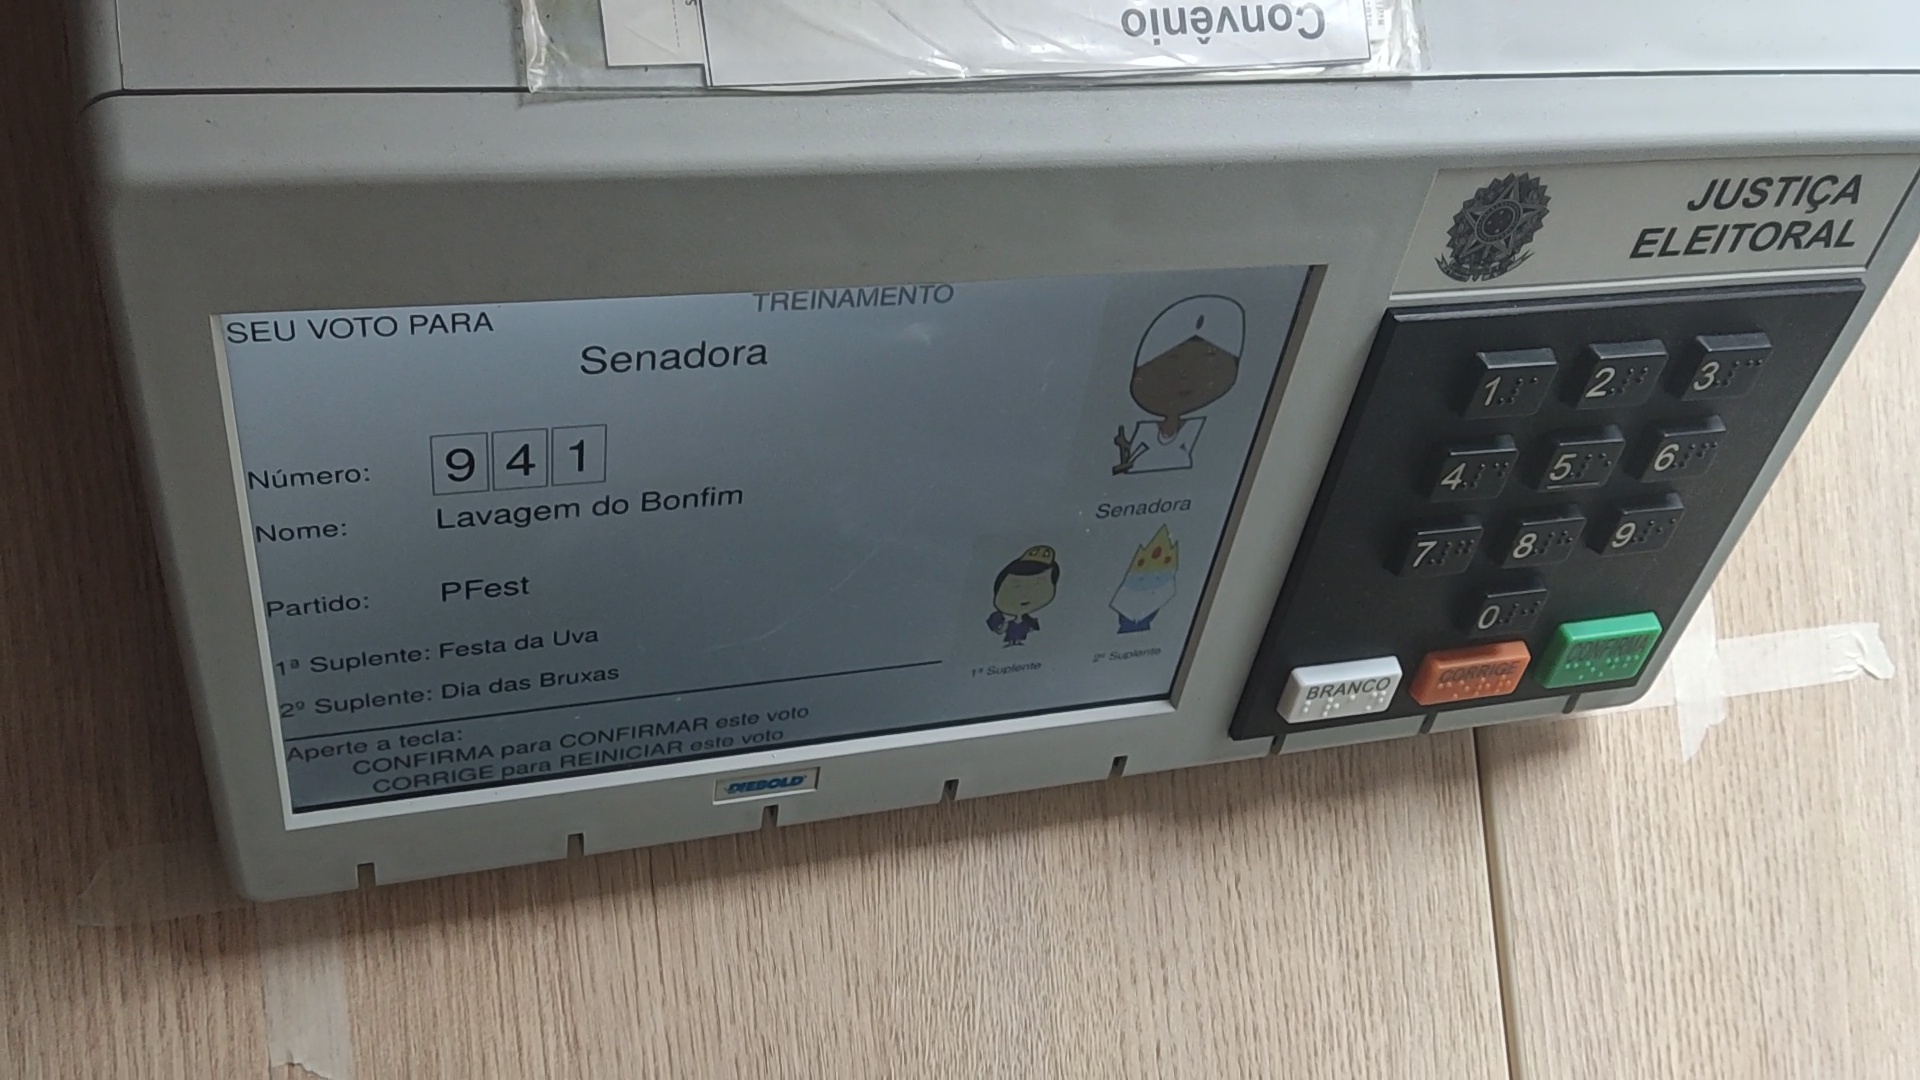 Convênio
JUSTIÇA
ELEITORAL
TREINAMENTO
SEU VOTO PARA
Senadora
Número: 9 4 1
Nome: Lavagem do Bonfim
Partido: PFest
1ª Suplente: Festa da Uva
2º Suplente: Dia das Bruxas
Senadora
1ª Suplente
2º Suplente
Aperte a tecla:
CONFIRMA para CONFIRMAR este voto
CORRIGE para REINICIAR este voto
DIEBOLD
1 2 3
4 5 6
7 8 9
0
BRANCO CORRIGE CONFIRMA